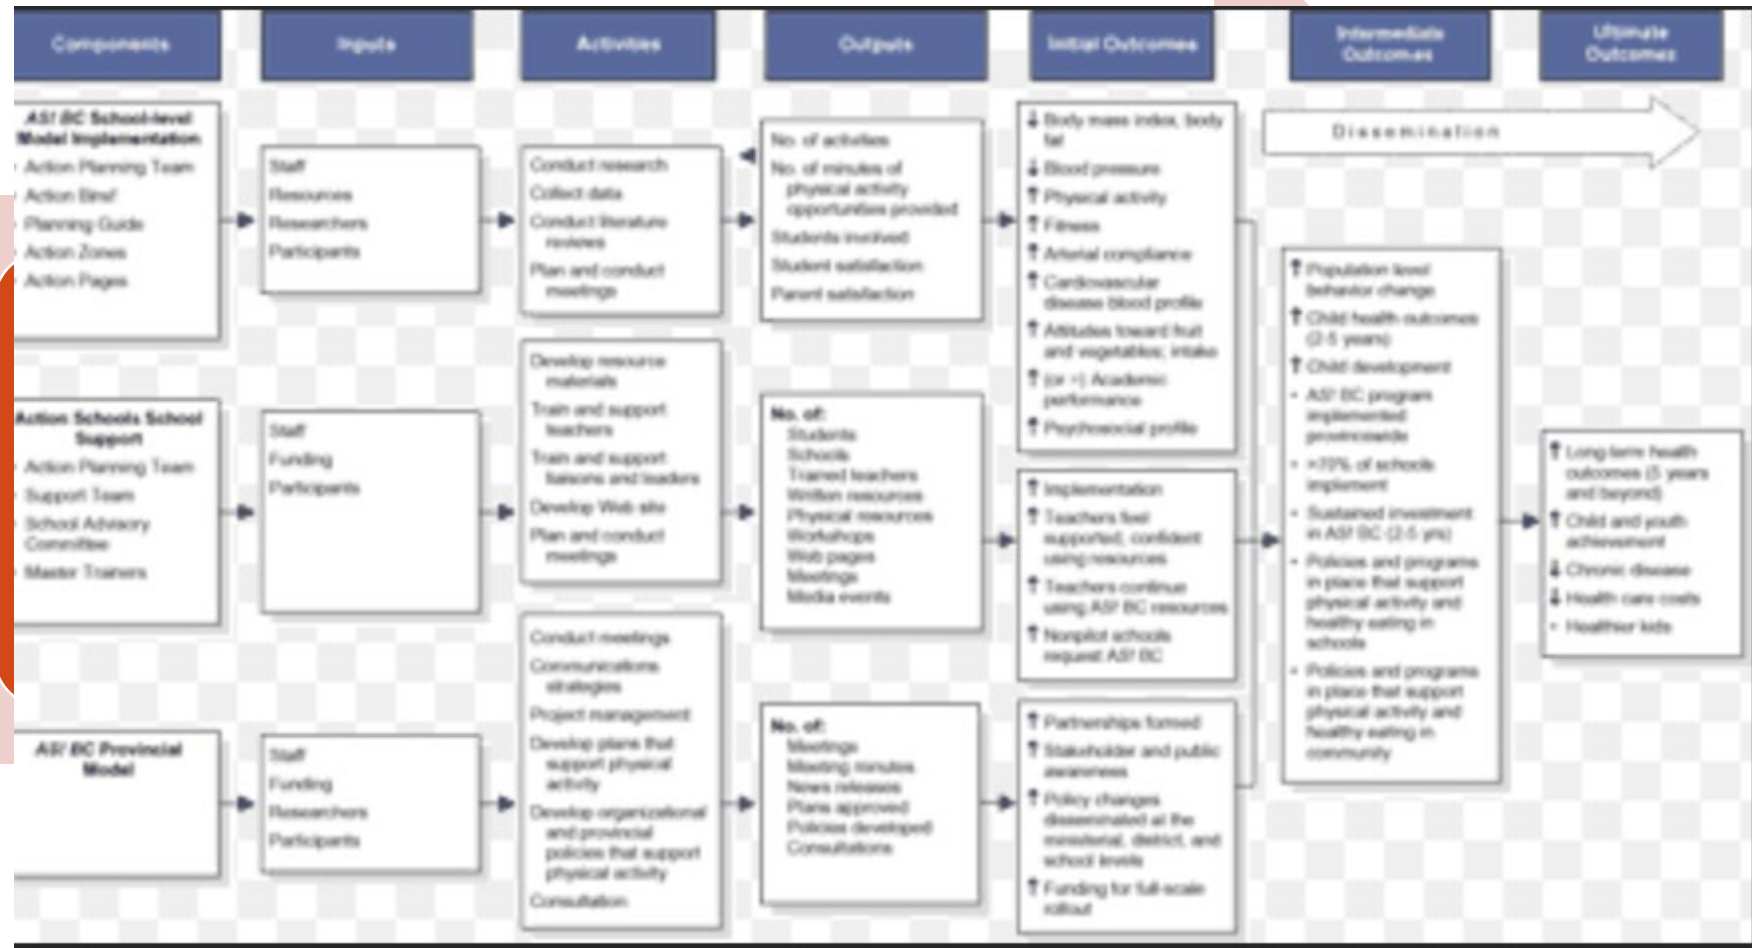 Components
Inputs
Activities
Outputs
Initial Outcomes
Intermediate
Outcomes
Ultimate
Outcomes
AS! BC School-level
Model Implementation
Action Planning Team
Action Bins!
Planning Guide
Action Zones
Action Pages
Staff
Resources
Researchers
Participants
Conduct research
Collect data
Conduct literature
reviews
Plan and conduct
meetings
No. of activities
No. of minutes of
physical activity
opportunities provided
Students involved
Student satisfaction
Parent satisfaction
↓ Body mass index, body
fat
↓ Blood pressure
↑ Physical activity
↑ Fitness
↑ Arterial compliance
↑ Cardiovascular
disease blood profile
↑ Attitudes toward fruit
and vegetables; intake
↑ (or =) Academic
performance
↑ Psychosocial profile
Dissemination
Action Schools School
Support
Action Planning Team
Support Team
School Advisory
Committee
Master Trainers
Staff
Funding
Participants
Develop resource
materials
Train and support
teachers
Train and support
liaisons and leaders
Develop Web site
Plan and conduct
meetings
No. of:
Students
Schools
Trained teachers
Written resources
Physical resources
Workshops
Web pages
Meetings
Media events
↑ Implementation
↑ Teachers feel
supported, confident
using resources
↑ Teachers continue
using AS! BC resources
↑ Nonpilot schools
request AS! BC
AS! BC Provincial
Model
Staff
Funding
Researchers
Participants
Conduct meetings
Communications
strategies
Project management
Develop plans that
support physical
activity
Develop organizational
and provincial
policies that support
physical activity
Consultation
No. of:
Meetings
Meeting minutes
News releases
Plans approved
Policies developed
Consultations
↑ Partnerships formed
↑ Stakeholder and public
awareness
↑ Policy changes
disseminated at the
ministerial, district, and
school levels
↑ Funding for full-scale
rollout
↑ Population level
behavior change
↑ Child health outcomes
(2-5 years)
↑ Child development
• AS! BC program
implemented
provincewide
• >70% of schools
implement
• Sustained investment
in AS! BC (2-5 yrs)
• Policies and programs
in place that support
physical activity and
healthy eating in
schools
• Policies and programs
in place that support
physical activity and
healthy eating in
community
↑ Long-term health
outcomes (5 years
and beyond)
↑ Child and youth
achievement
↓ Chronic disease
↓ Health care costs
• Healthier kids